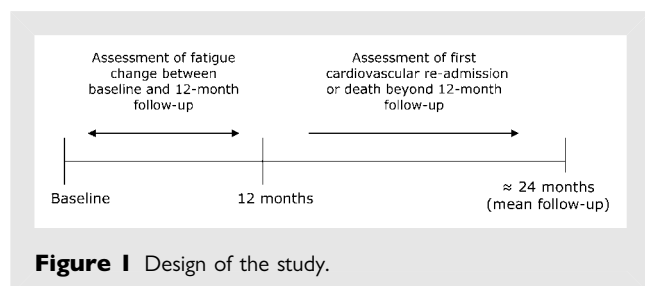 Assessment of fatigue
change between
baseline and 12-month
follow-up
Assessment of first
cardiovascular re-admission
or death beyond 12-month
follow-up
Baseline
12 months
≈ 24 months
(mean follow-up)
Figure 1 Design of the study.